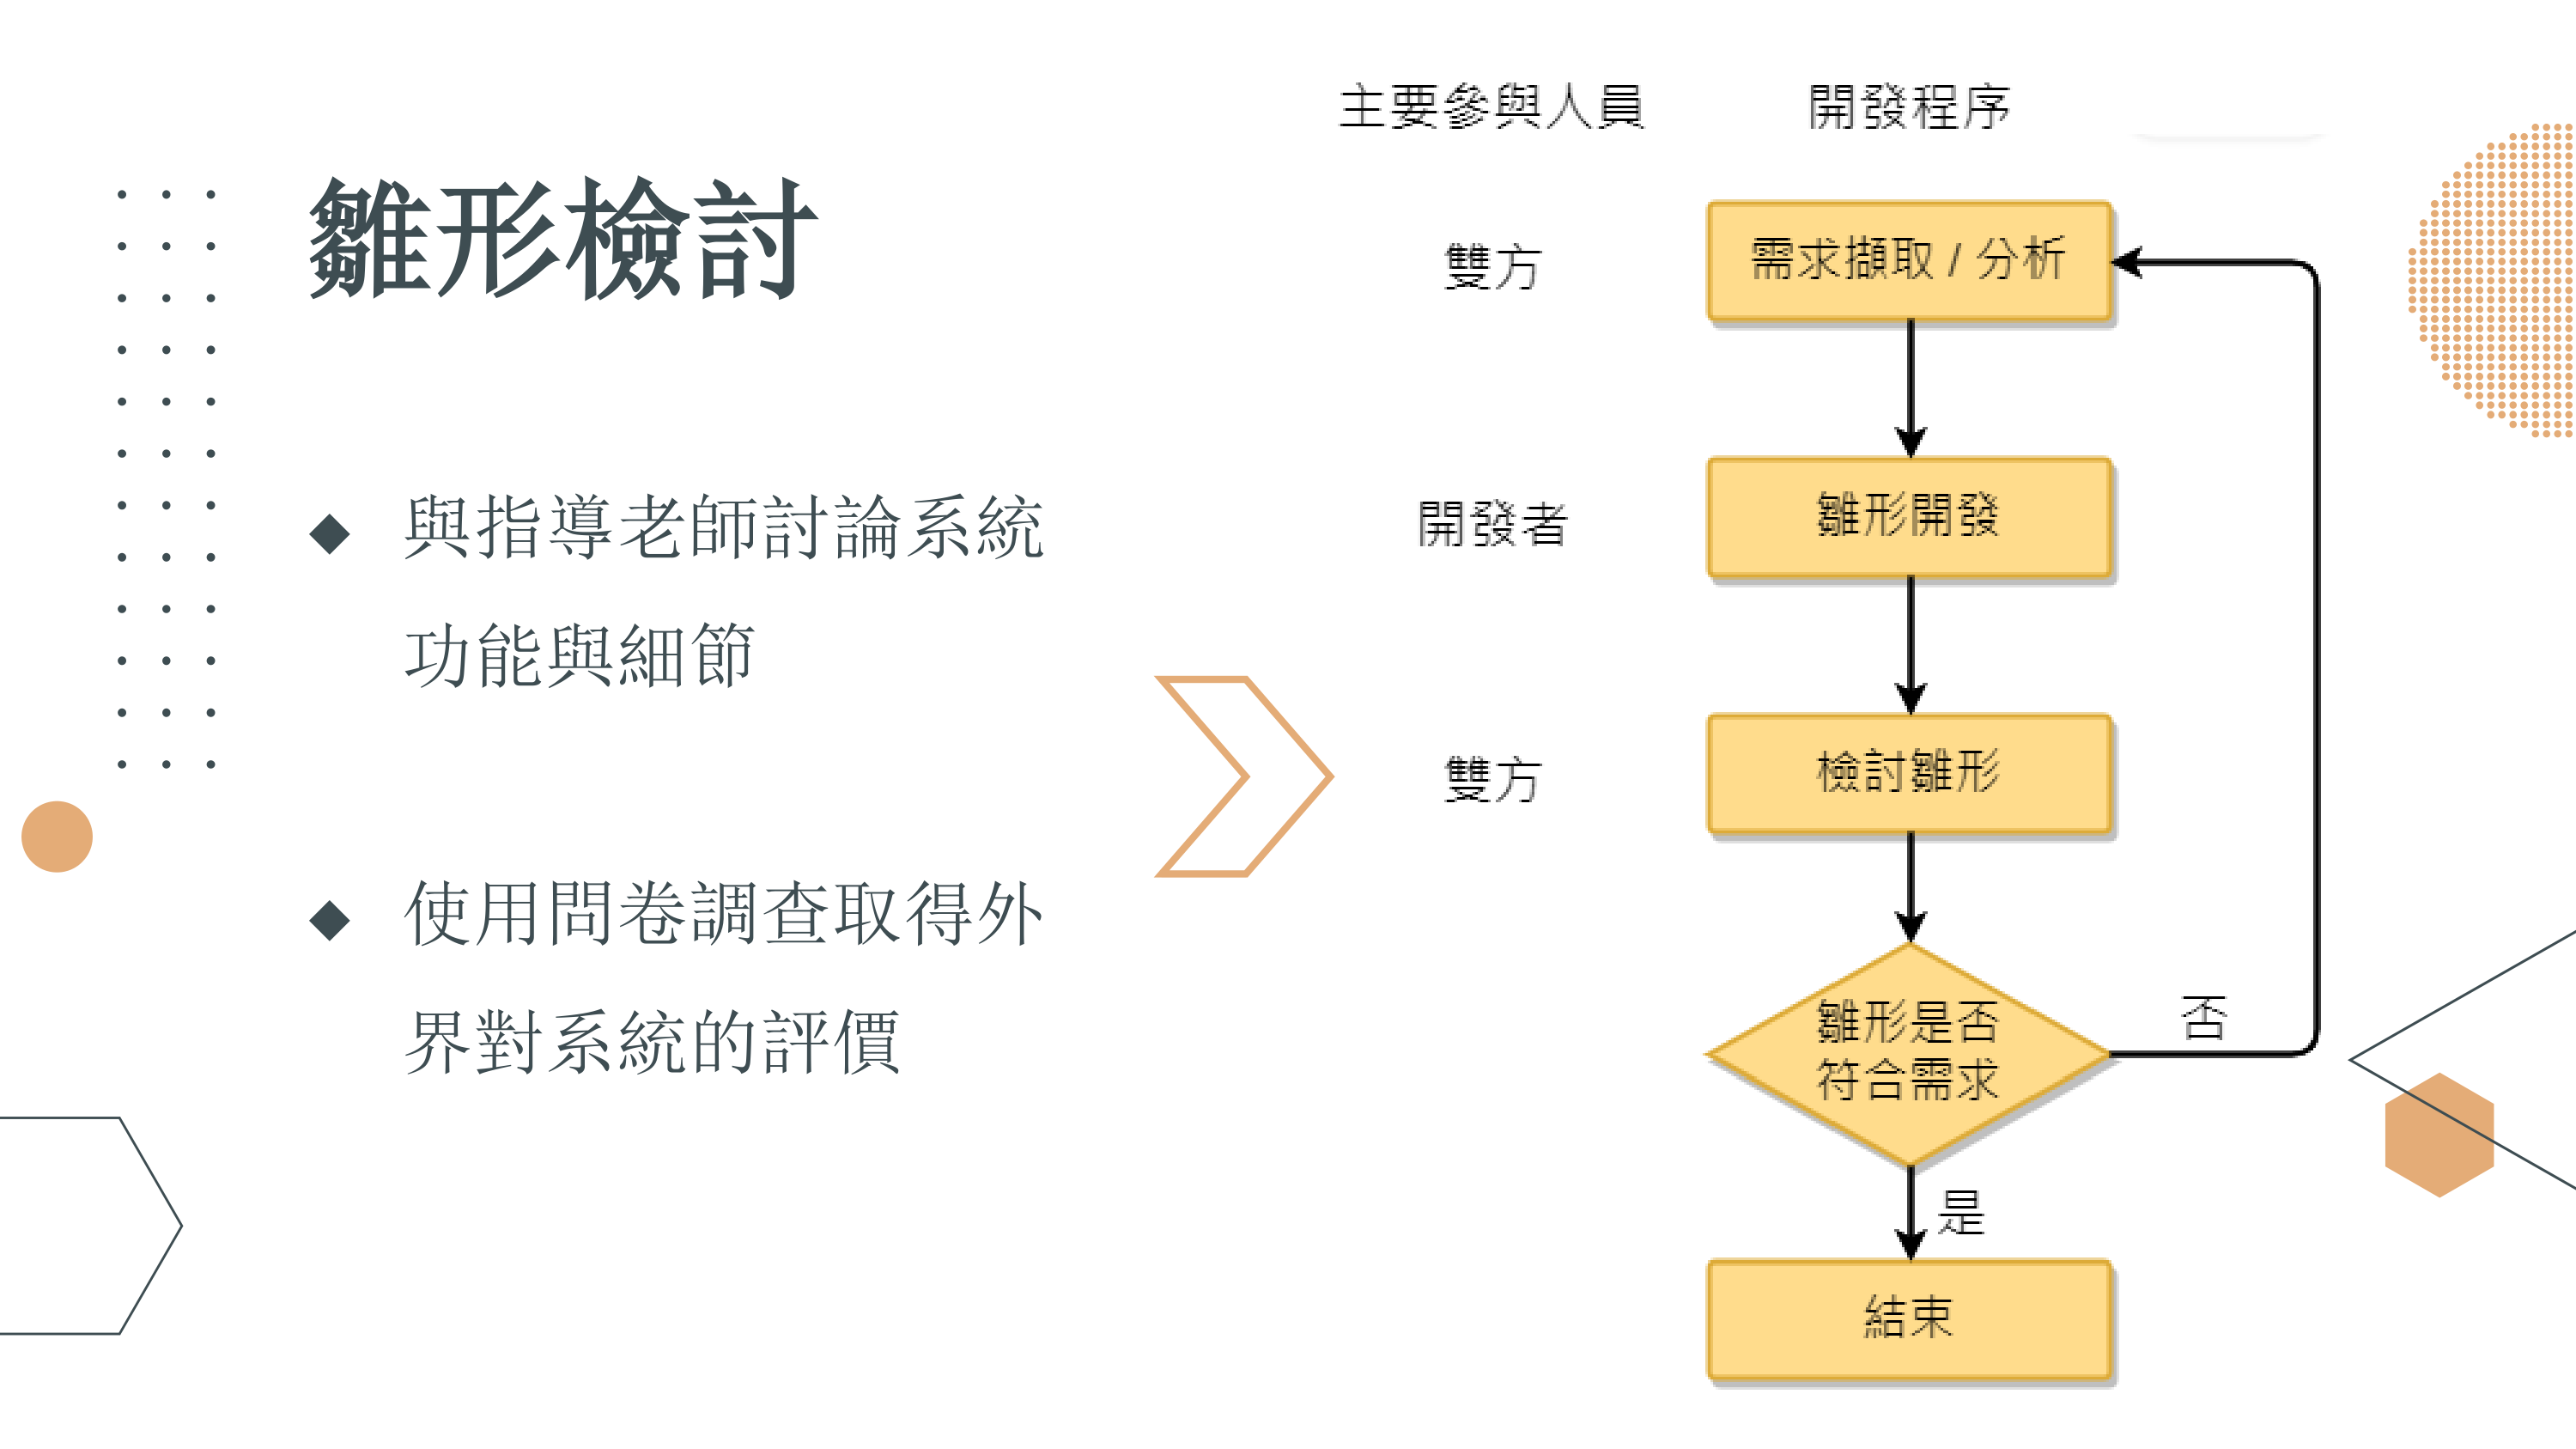 雛形檢討
◆ 與指導老師討論系統
功能與細節
◆ 使用問卷調查取得外
界對系統的評價
主要參與人員 開發程序
雙方 需求擷取 / 分析
開發者 雛形開發
雙方 檢討雛形
雛形是否
符合需求
否
是
結束